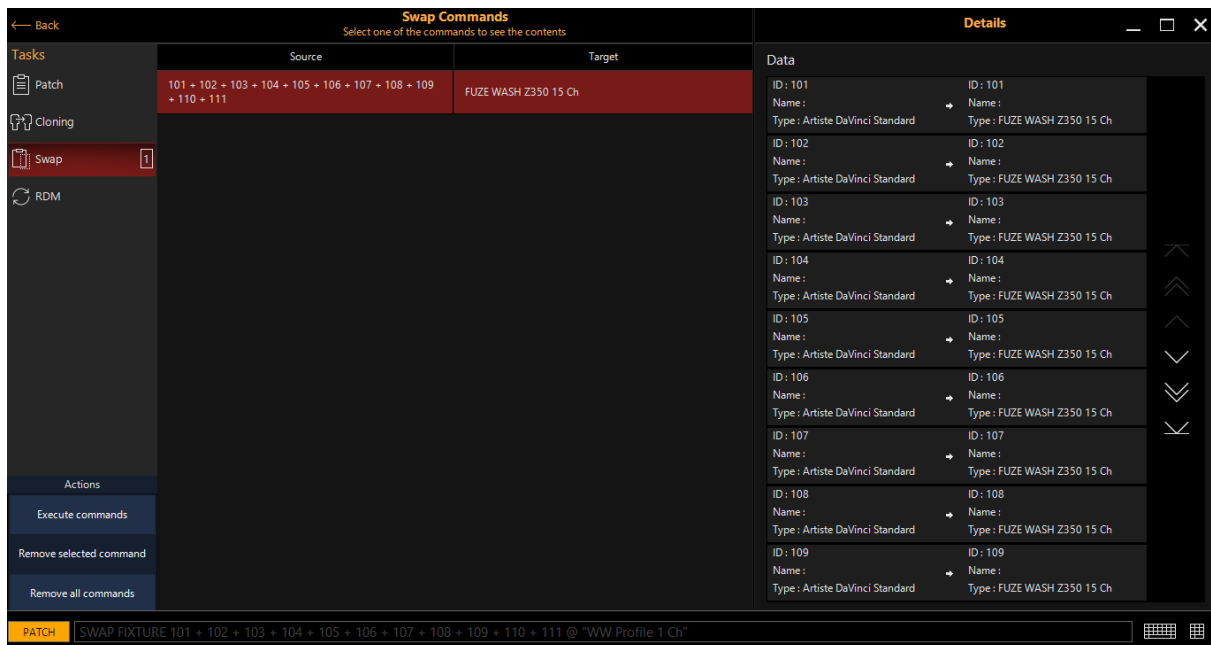 Back
Swap Commands
Select one of the commands to see the contents
Details
Tasks
Patch
Cloning
Swap
1
RDM
Source
Target
101 + 102 + 103 + 104 + 105 + 106 + 107 + 108 + 109
+ 110 + 111
FUZE WASH Z350 15 Ch
Data
ID : 101
Name :
Type : Artiste DaVinci Standard
ID : 101
Name :
Type : FUZE WASH Z350 15 Ch
ID : 102
Name :
Type : Artiste DaVinci Standard
ID : 102
Name :
Type : FUZE WASH Z350 15 Ch
ID : 103
Name :
Type : Artiste DaVinci Standard
ID : 103
Name :
Type : FUZE WASH Z350 15 Ch
ID : 104
Name :
Type : Artiste DaVinci Standard
ID : 104
Name :
Type : FUZE WASH Z350 15 Ch
ID : 105
Name :
Type : Artiste DaVinci Standard
ID : 105
Name :
Type : FUZE WASH Z350 15 Ch
ID : 106
Name :
Type : Artiste DaVinci Standard
ID : 106
Name :
Type : FUZE WASH Z350 15 Ch
ID : 107
Name :
Type : Artiste DaVinci Standard
ID : 107
Name :
Type : FUZE WASH Z350 15 Ch
ID : 108
Name :
Type : Artiste DaVinci Standard
ID : 108
Name :
Type : FUZE WASH Z350 15 Ch
ID : 109
Name :
Type : Artiste DaVinci Standard
ID : 109
Name :
Type : FUZE WASH Z350 15 Ch
Actions
Execute commands
Remove selected command
Remove all commands
PATCH
SWAP FIXTURE 101 + 102 + 103 + 104 + 105 + 106 + 107 + 108 + 109 + 110 + 111 @ "WW Profile 1 Ch"